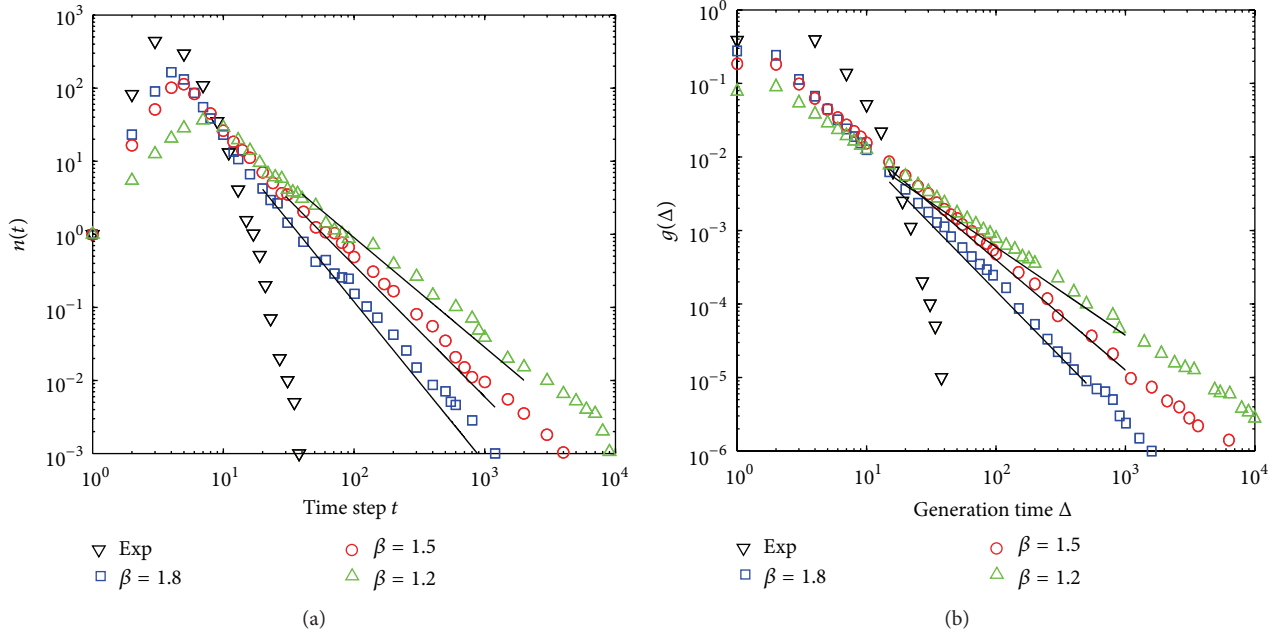 10^3
10^2
10^1
10^0
10^−1
10^−2
10^−3
n(t)
10^0 10^1 10^2 10^3 10^4
Time step t
Exp
β = 1.8
β = 1.5
β = 1.2
(a)
10^0
10^−1
10^−2
10^−3
10^−4
10^−5
10^−6
g(Δ)
10^0 10^1 10^2 10^3 10^4
Generation time Δ
Exp
β = 1.8
β = 1.5
β = 1.2
(b)